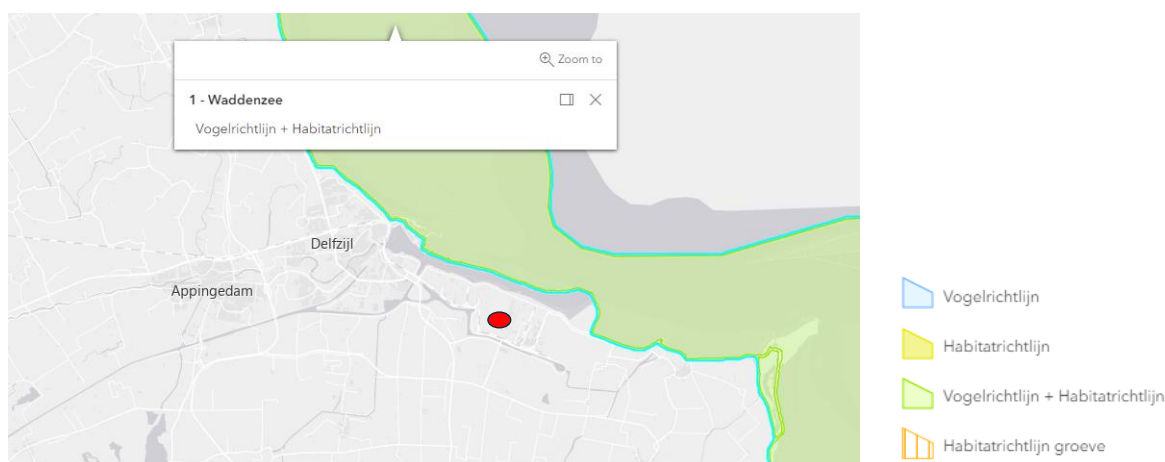 Zoom to
1 - Waddenzee
Vogelrichtlijn + Habitatrichtlijn
Delfzijl
Appingedam
Vogelrichtlijn
Habitatrichtlijn
Vogelrichtlijn + Habitatrichtlijn
Habitatrichtlijn groeve